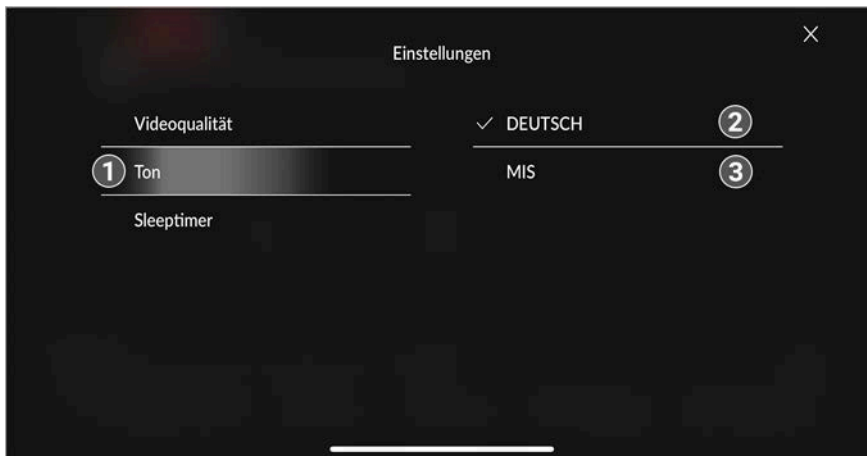 Einstellungen
Videoqualität
1 Ton
Sleeptimer
✓ DEUTSCH 2
MIS 3